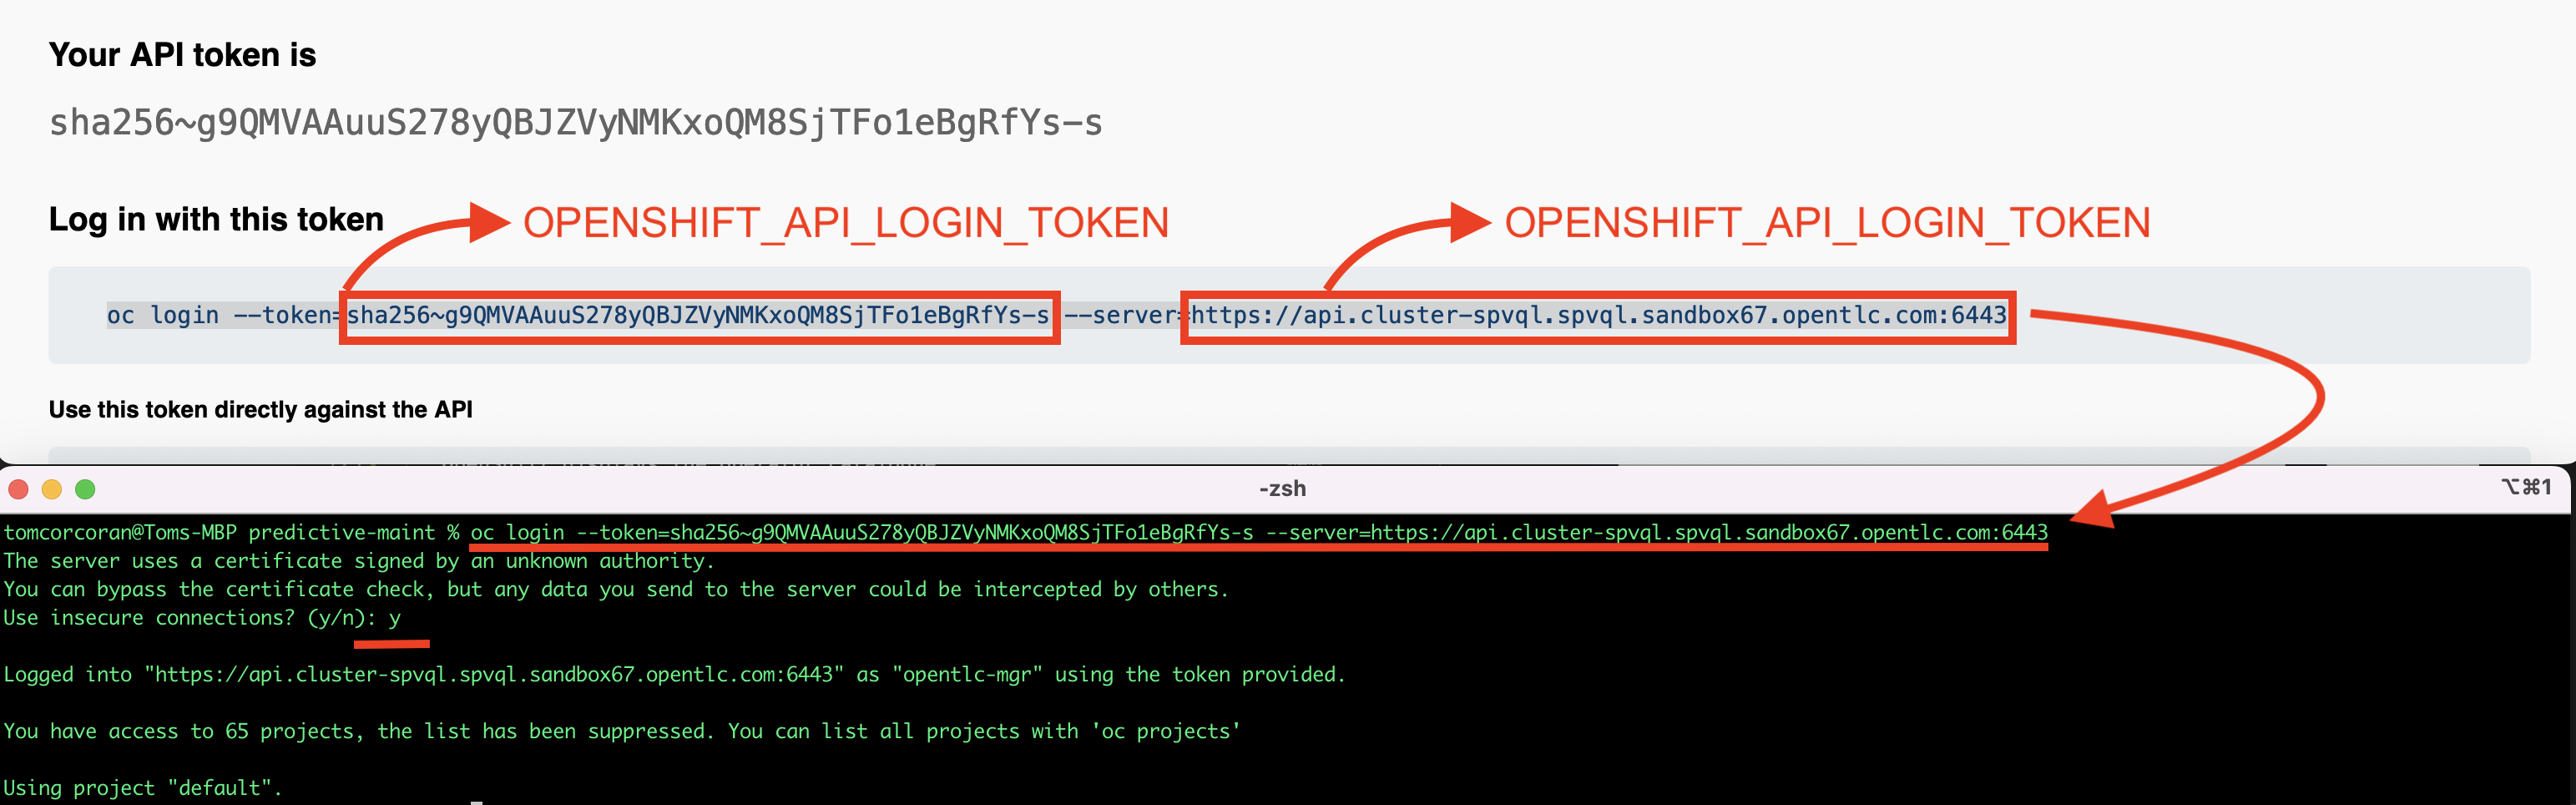 Your API token is
sha256~g9QMVAAuuS278yQBJZVyNMKxoQM8SjTFo1eBgRfYs-s
Log in with this token
OPENSHIFT_API_LOGIN_TOKEN
OPENSHIFT_API_LOGIN_TOKEN
oc login --token=sha256~g9QMVAAuuS278yQBJZVyNMKxoQM8SjTFo1eBgRfYs-s --server=https://api.cluster-spvql.spvql.sandbox67.opentlc.com:6443
Use this token directly against the API
-zsh
⌥⌘1
tomcorcoran@Toms-MBP predictive-maint % oc login --token=sha256~g9QMVAAuuS278yQBJZVyNMKxoQM8SjTFo1eBgRfYs-s --server=https://api.cluster-spvql.spvql.sandbox67.opentlc.com:6443
The server uses a certificate signed by an unknown authority.
You can bypass the certificate check, but any data you send to the server could be intercepted by others.
Use insecure connections? (y/n): y
Logged into "https://api.cluster-spvql.spvql.sandbox67.opentlc.com:6443" as "opentlc-mgr" using the token provided.
You have access to 65 projects, the list has been suppressed. You can list all projects with 'oc projects'
Using project "default".